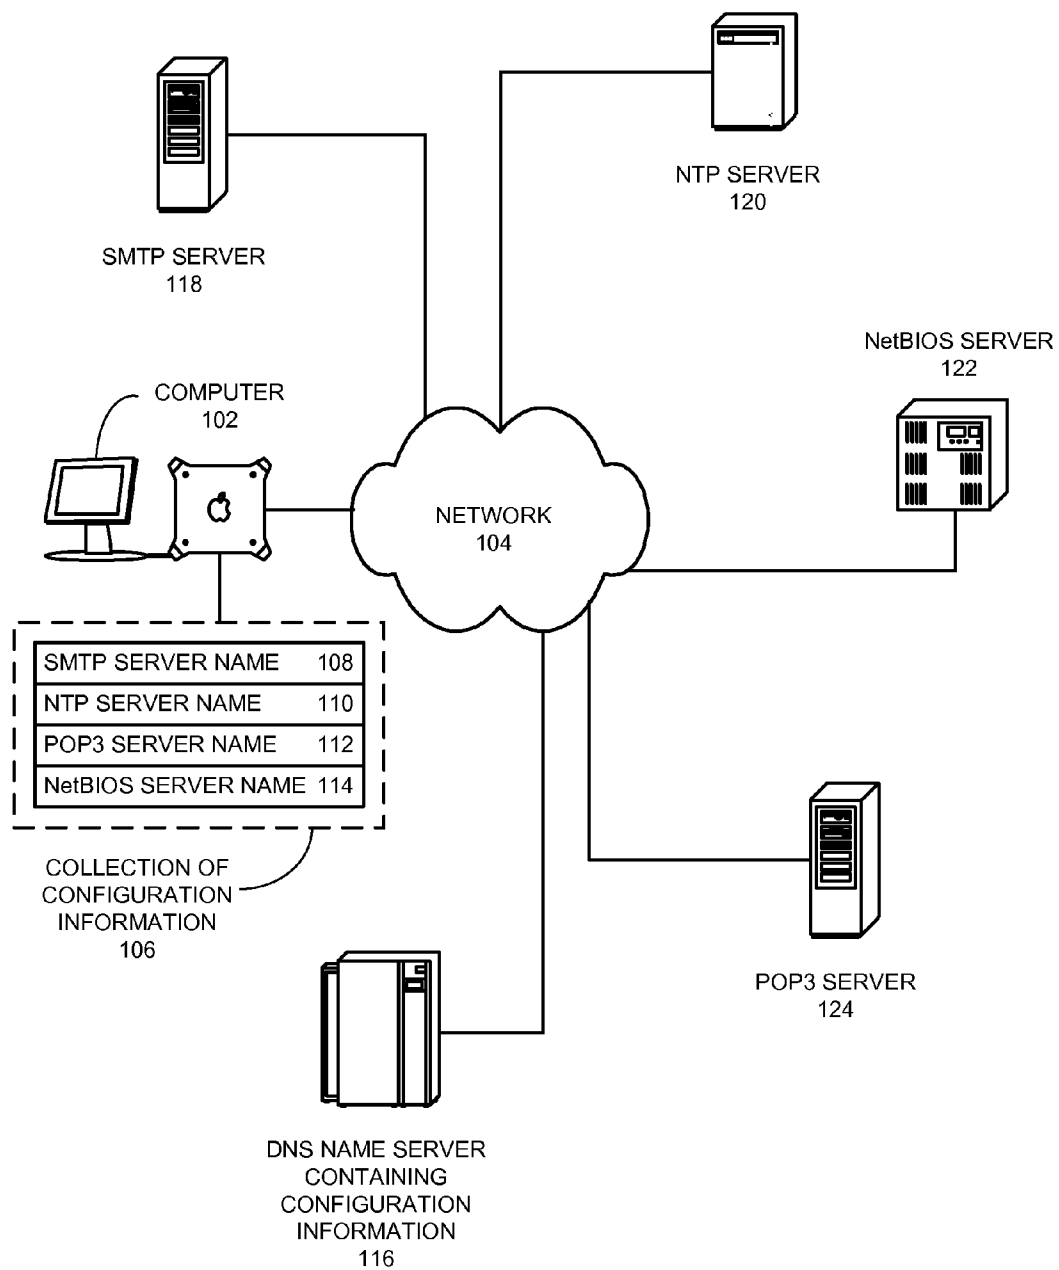 NTP SERVER
120
SMTP SERVER
118
NetBIOS SERVER
122
COMPUTER
102
NETWORK
104
SMTP SERVER NAME 108
NTP SERVER NAME 110
POP3 SERVER NAME 112
NetBIOS SERVER NAME 114
COLLECTION OF
CONFIGURATION
INFORMATION
106
POP3 SERVER
124
DNS NAME SERVER
CONTAINING
CONFIGURATION
INFORMATION
116